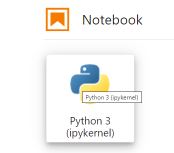 Notebook
Python 3 (ipykernel)
Python 3
(ipykernel)